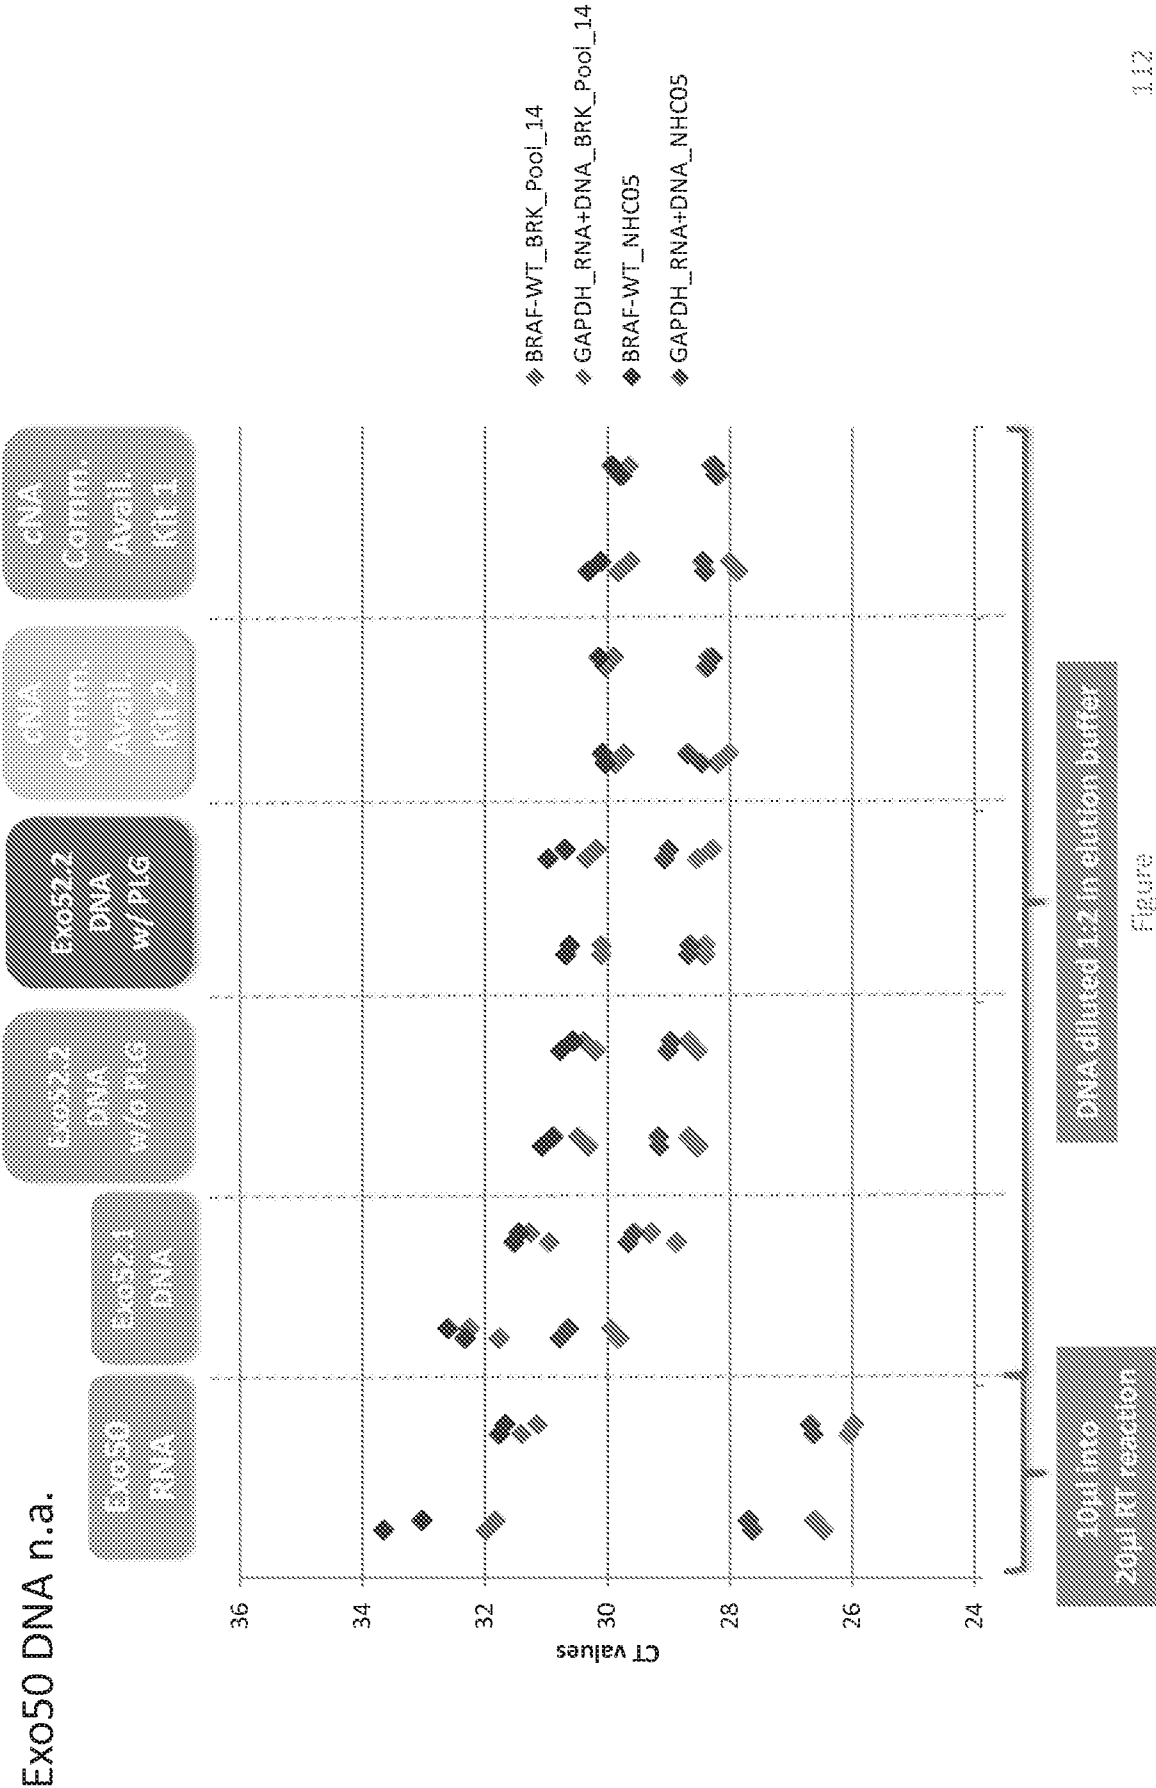 Exo50 DNA n.a.
Exo50
RNA
Exo52.1
DNA
Exo52.2
DNA
w/o PLG
Exo52.2
DNA
w/ PLG
cNA
Comm.
Avail.
Kit 2
cNA
Comm.
Avail.
Kit 1
CT values
36
34
32
30
28
26
24
BRAF-WT_BRK_Pool_14
GAPDH_RNA+DNA_BRK_Pool_14
BRAF-WT_NHC05
GAPDH_RNA+DNA_NHC05
10µl into
20µl RT reaction
DNA diluted 1:2 in elution buffer
Figure
112